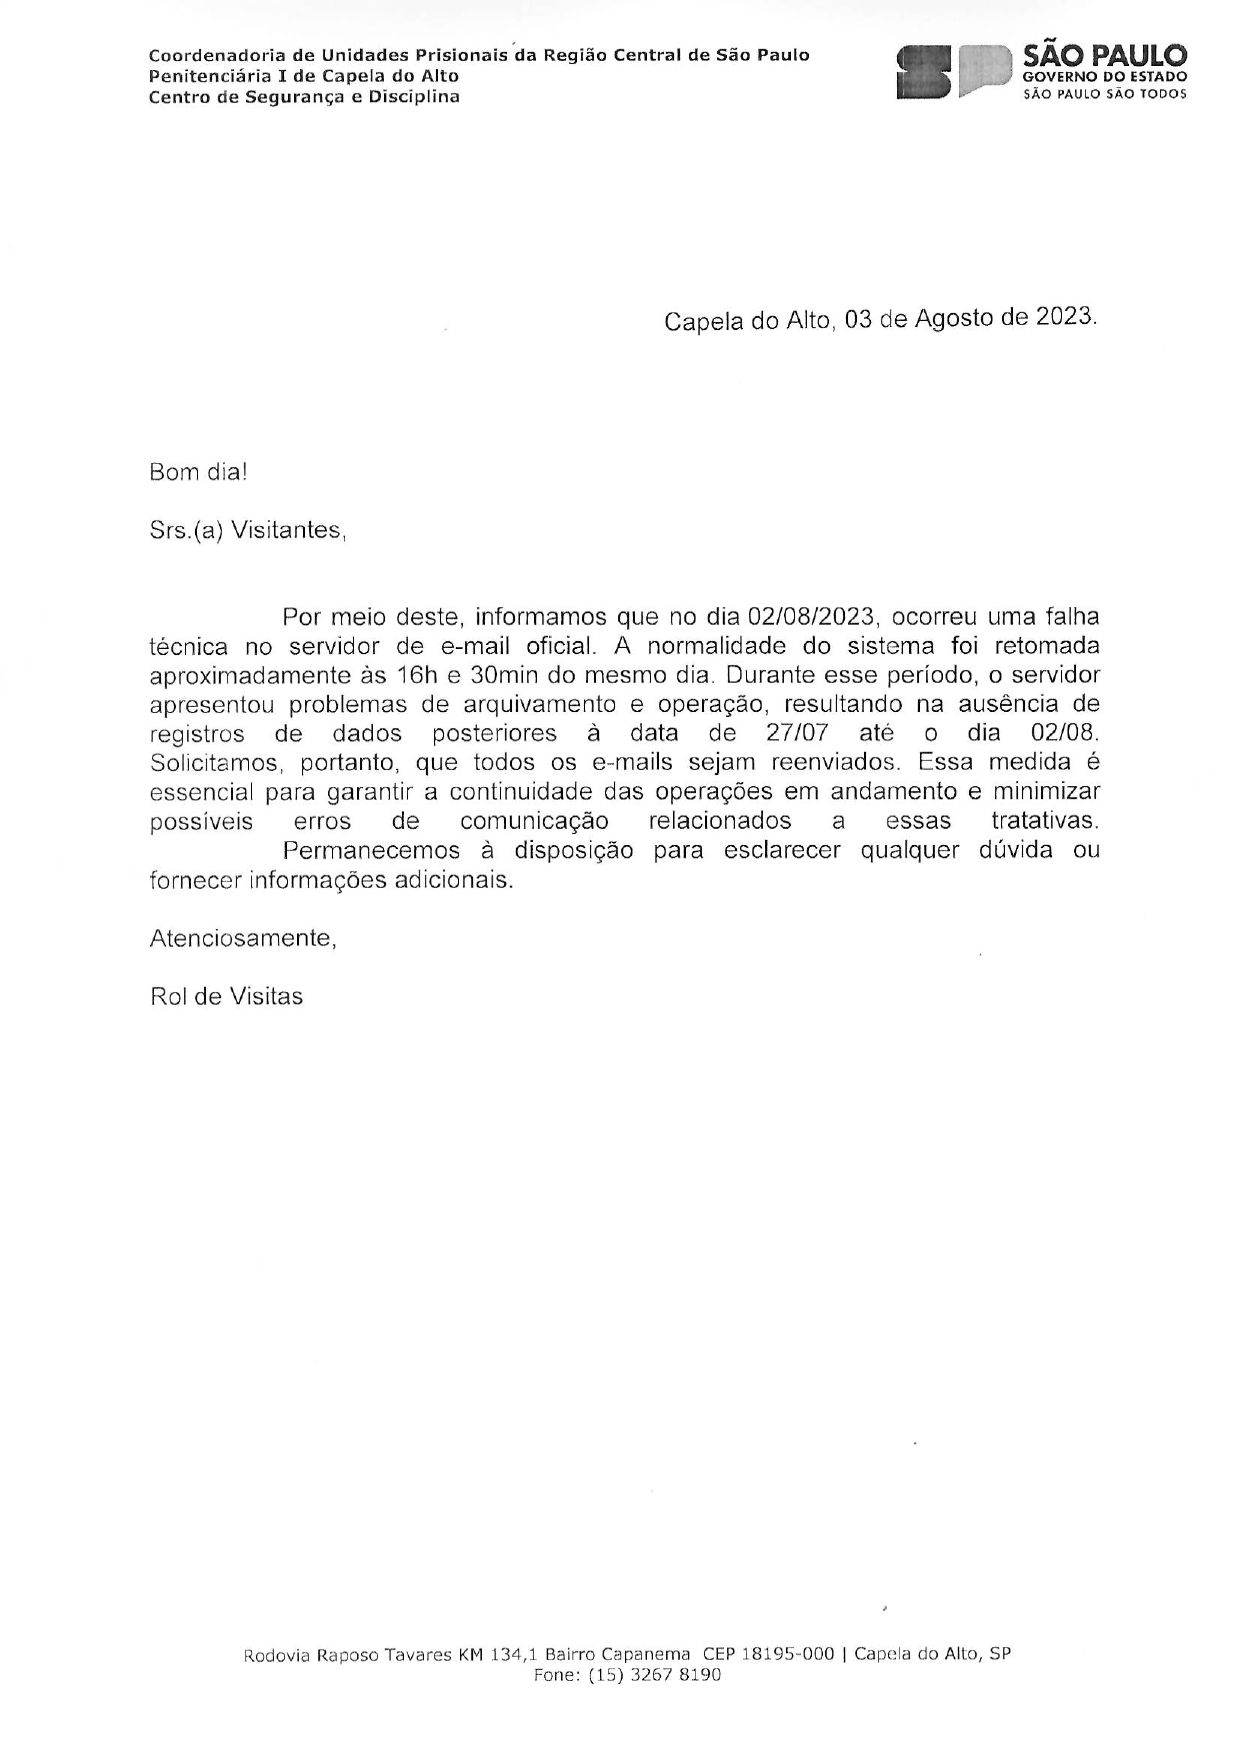 Coordenadoria de Unidades Prisionais da Região Central de São Paulo
Penitenciária I de Capela do Alto
Centro de Segurança e Disciplina
SÃO PAULO
GOVERNO DO ESTADO
SÃO PAULO SÃO TODOS
Capela do Alto, 03 de Agosto de 2023.
Bom dia!
Srs.(a) Visitantes,
Por meio deste, informamos que no dia 02/08/2023, ocorreu uma falha
técnica no servidor de e-mail oficial. A normalidade do sistema foi retomada
aproximadamente às 16h e 30min do mesmo dia. Durante esse período, o servidor
apresentou problemas de arquivamento e operação, resultando na ausência de
registros de dados posteriores à data de 27/07 até o dia 02/08.
Solicitamos, portanto, que todos os e-mails sejam reenviados. Essa medida é
essencial para garantir a continuidade das operações em andamento e minimizar
possíveis erros de comunicação relacionados a essas tratativas.
Permanecemos à disposição para esclarecer qualquer dúvida ou
fornecer informações adicionais.
Atenciosamente,
Rol de Visitas
Rodovia Raposo Tavares KM 134,1 Bairro Capanema CEP 18195-000 | Capela do Alto, SP
Fone: (15) 3267 8190